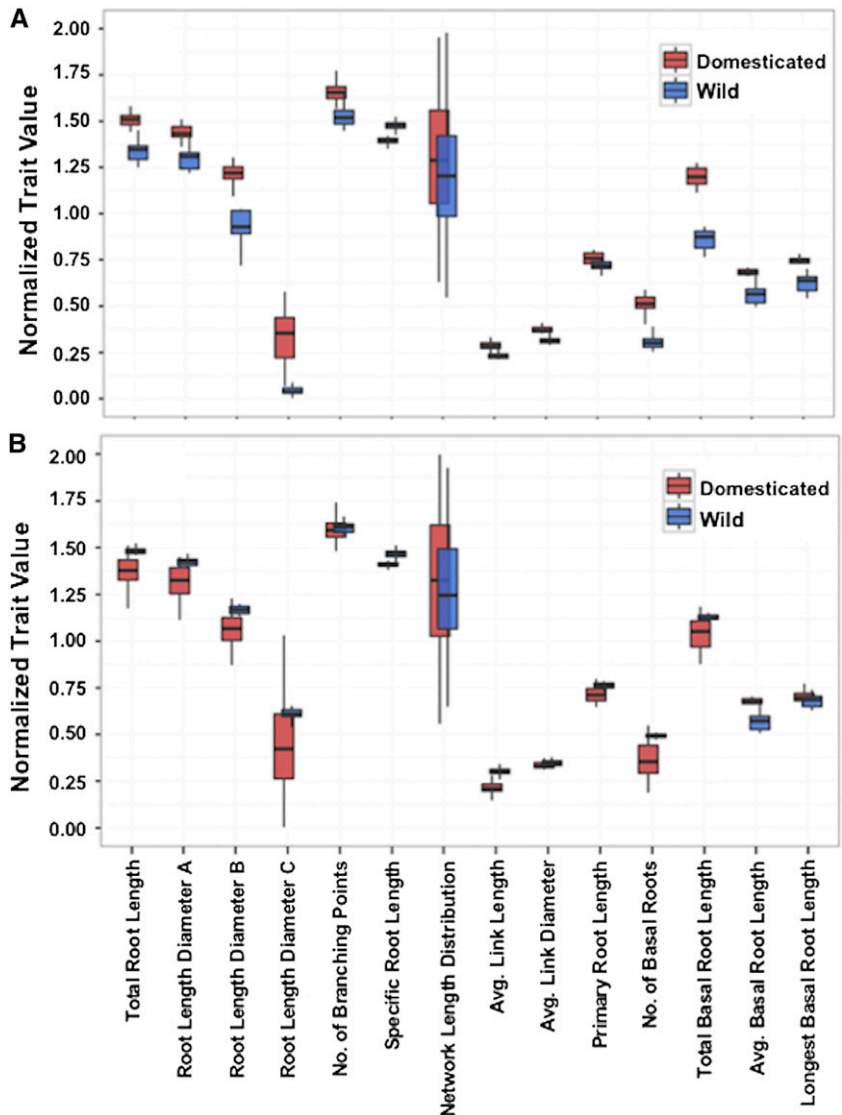 A
Normalized Trait Value
2.00
1.75
1.50
1.25
1.00
0.75
0.50
0.25
0.00
Domesticated
Wild
B
Normalized Trait Value
2.00
1.75
1.50
1.25
1.00
0.75
0.50
0.25
0.00
Domesticated
Wild
Total Root Length
Root Length Diameter A
Root Length Diameter B
Root Length Diameter C
No. of Branching Points
Specific Root Length
Network Length Distribution
Avg. Link Length
Avg. Link Diameter
Primary Root Length
No. of Basal Roots
Total Basal Root Length
Avg. Basal Root Length
Longest Basal Root Length